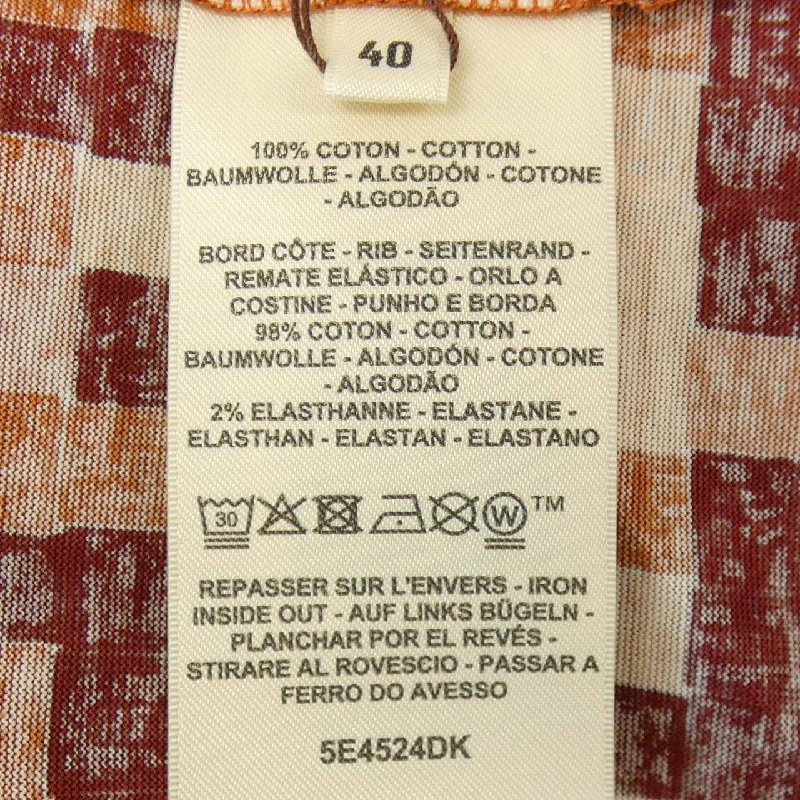 40
100% COTON - COTTON -
BAUMWOLLE - ALGODÓN - COTONE
- ALGODÃO
BORD CÔTE - RIB - SEITENRAND -
REMATE ELÁSTICO - ORLO A
COSTINE - PUNHO E BORDA
98% COTON - COTTON -
BAUMWOLLE - ALGODÓN - COTONE
- ALGODÃO
2% ELASTHANNE - ELASTANE -
ELASTHAN - ELASTAN - ELASTANO
30 W TM
REPASSER SUR L'ENVERS - IRON
INSIDE OUT - AUF LINKS BÜGELN -
PLANCHAR POR EL REVÉS -
STIRARE AL ROVESCIO - PASSAR A
FERRO DO AVESSO
5E4524DK